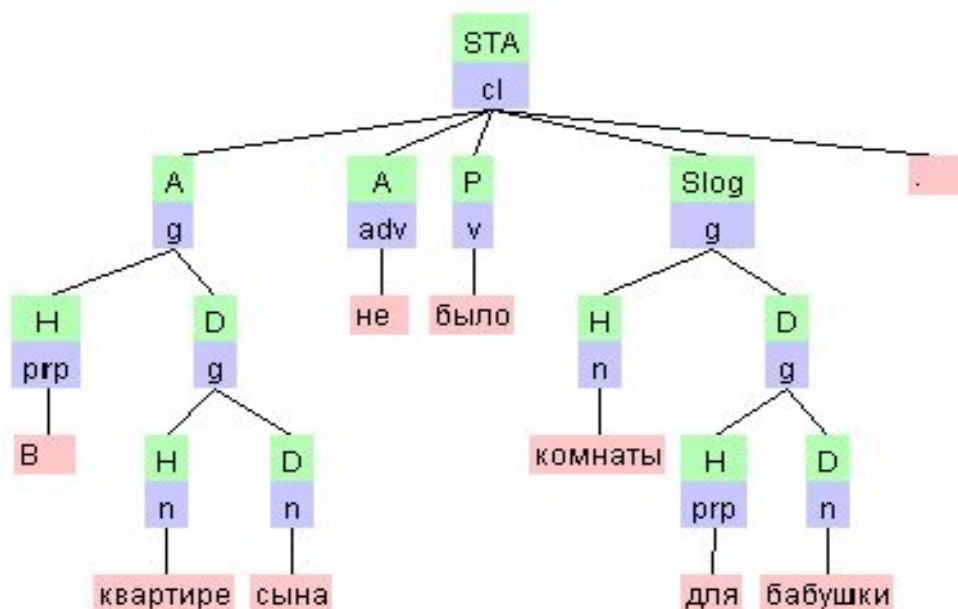 STA
cl
A A P Slog .
g adv v g
не было
H D H D
prp g n g
В комнаты
H D H D
n n prp n
квартире сына для бабушки